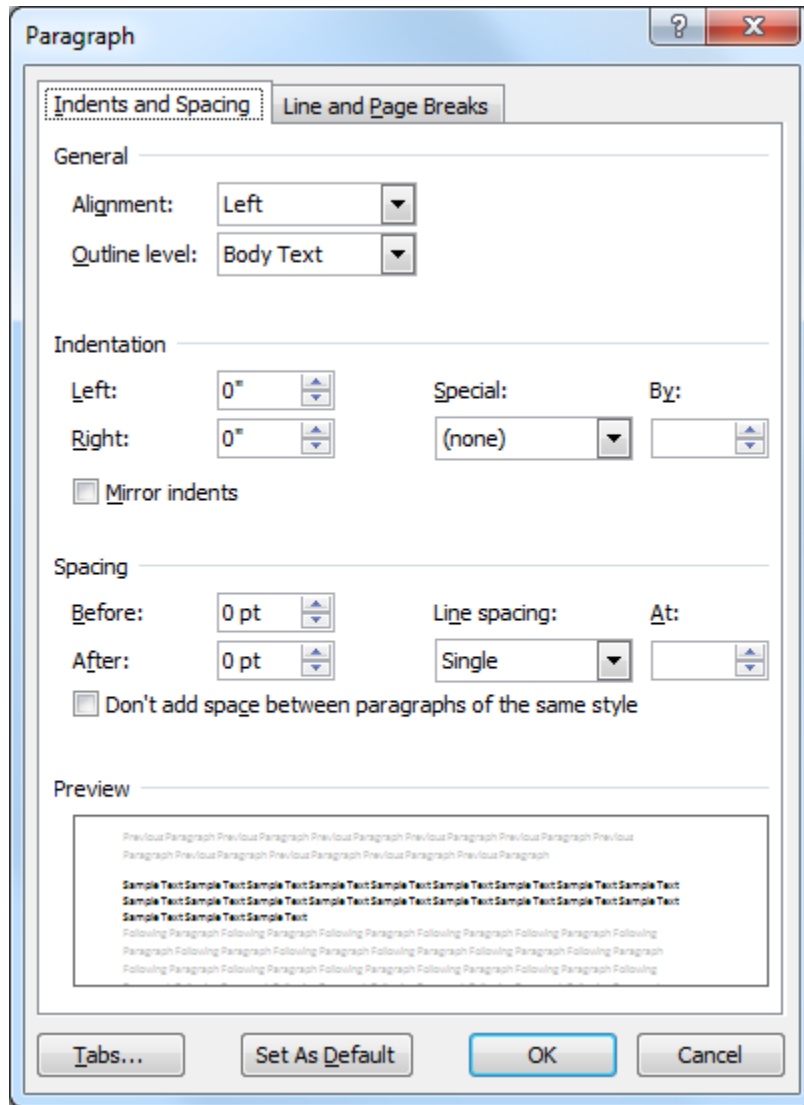 Paragraph
Indents and Spacing Line and Page Breaks
General
Alignment: Left
Outline level: Body Text
Indentation
Left: 0" Special: By:
Right: 0" (none)
Mirror indents
Spacing
Before: 0 pt Line spacing: At:
After: 0 pt Single
Don't add space between paragraphs of the same style
Preview
Previous Paragraph Previous Paragraph Previous Paragraph Previous Paragraph Previous Paragraph Previous
Paragraph Previous Paragraph Previous Paragraph Previous Paragraph Previous Paragraph
Sample Text Sample Text Sample Text Sample Text Sample Text Sample Text Sample Text Sample Text Sample Text
Sample Text Sample Text Sample Text Sample Text Sample Text Sample Text Sample Text Sample Text Sample Text
Sample Text Sample Text Sample Text
Following Paragraph Following Paragraph Following Paragraph Following Paragraph Following Paragraph Following
Paragraph Following Paragraph Following Paragraph Following Paragraph Following Paragraph Following Paragraph
Following Paragraph Following Paragraph Following Paragraph Following Paragraph Following Paragraph Following
Tabs... Set As Default OK Cancel